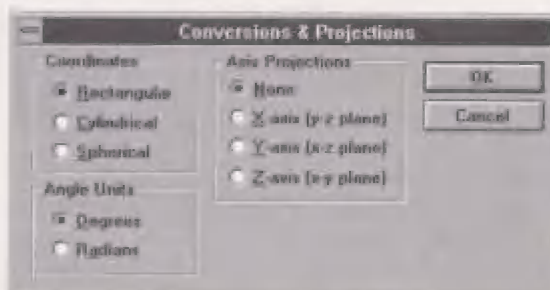 Conversions & Projections
Coordinates
Rectangular
Cylindrical
Spherical
Angle Units
Degrees
Radians
Axis Projections
None
X-axis (y-z plane)
Y-axis (x-z plane)
Z-axis (x-y plane)
OK
Cancel